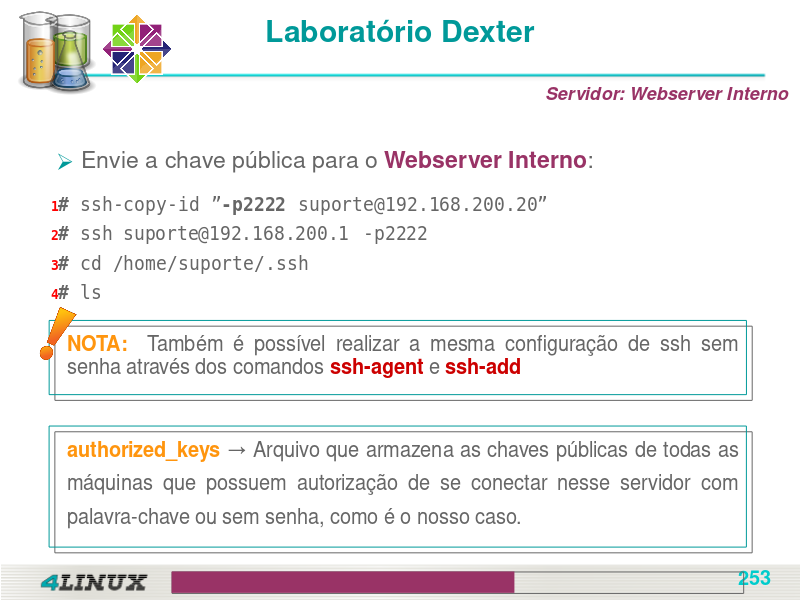 Laboratório Dexter
Servidor: Webserver Interno
➢ Envie a chave pública para o Webserver Interno:
1# ssh-copy-id ”-p2222 suporte@192.168.200.20”
2# ssh suporte@192.168.200.1 -p2222
3# cd /home/suporte/.ssh
4# ls
NOTA: Também é possível realizar a mesma configuração de ssh sem
senha através dos comandos ssh-agent e ssh-add
authorized_keys → Arquivo que armazena as chaves públicas de todas as
máquinas que possuem autorização de se conectar nesse servidor com
palavra-chave ou sem senha, como é o nosso caso.
4LINUX
253